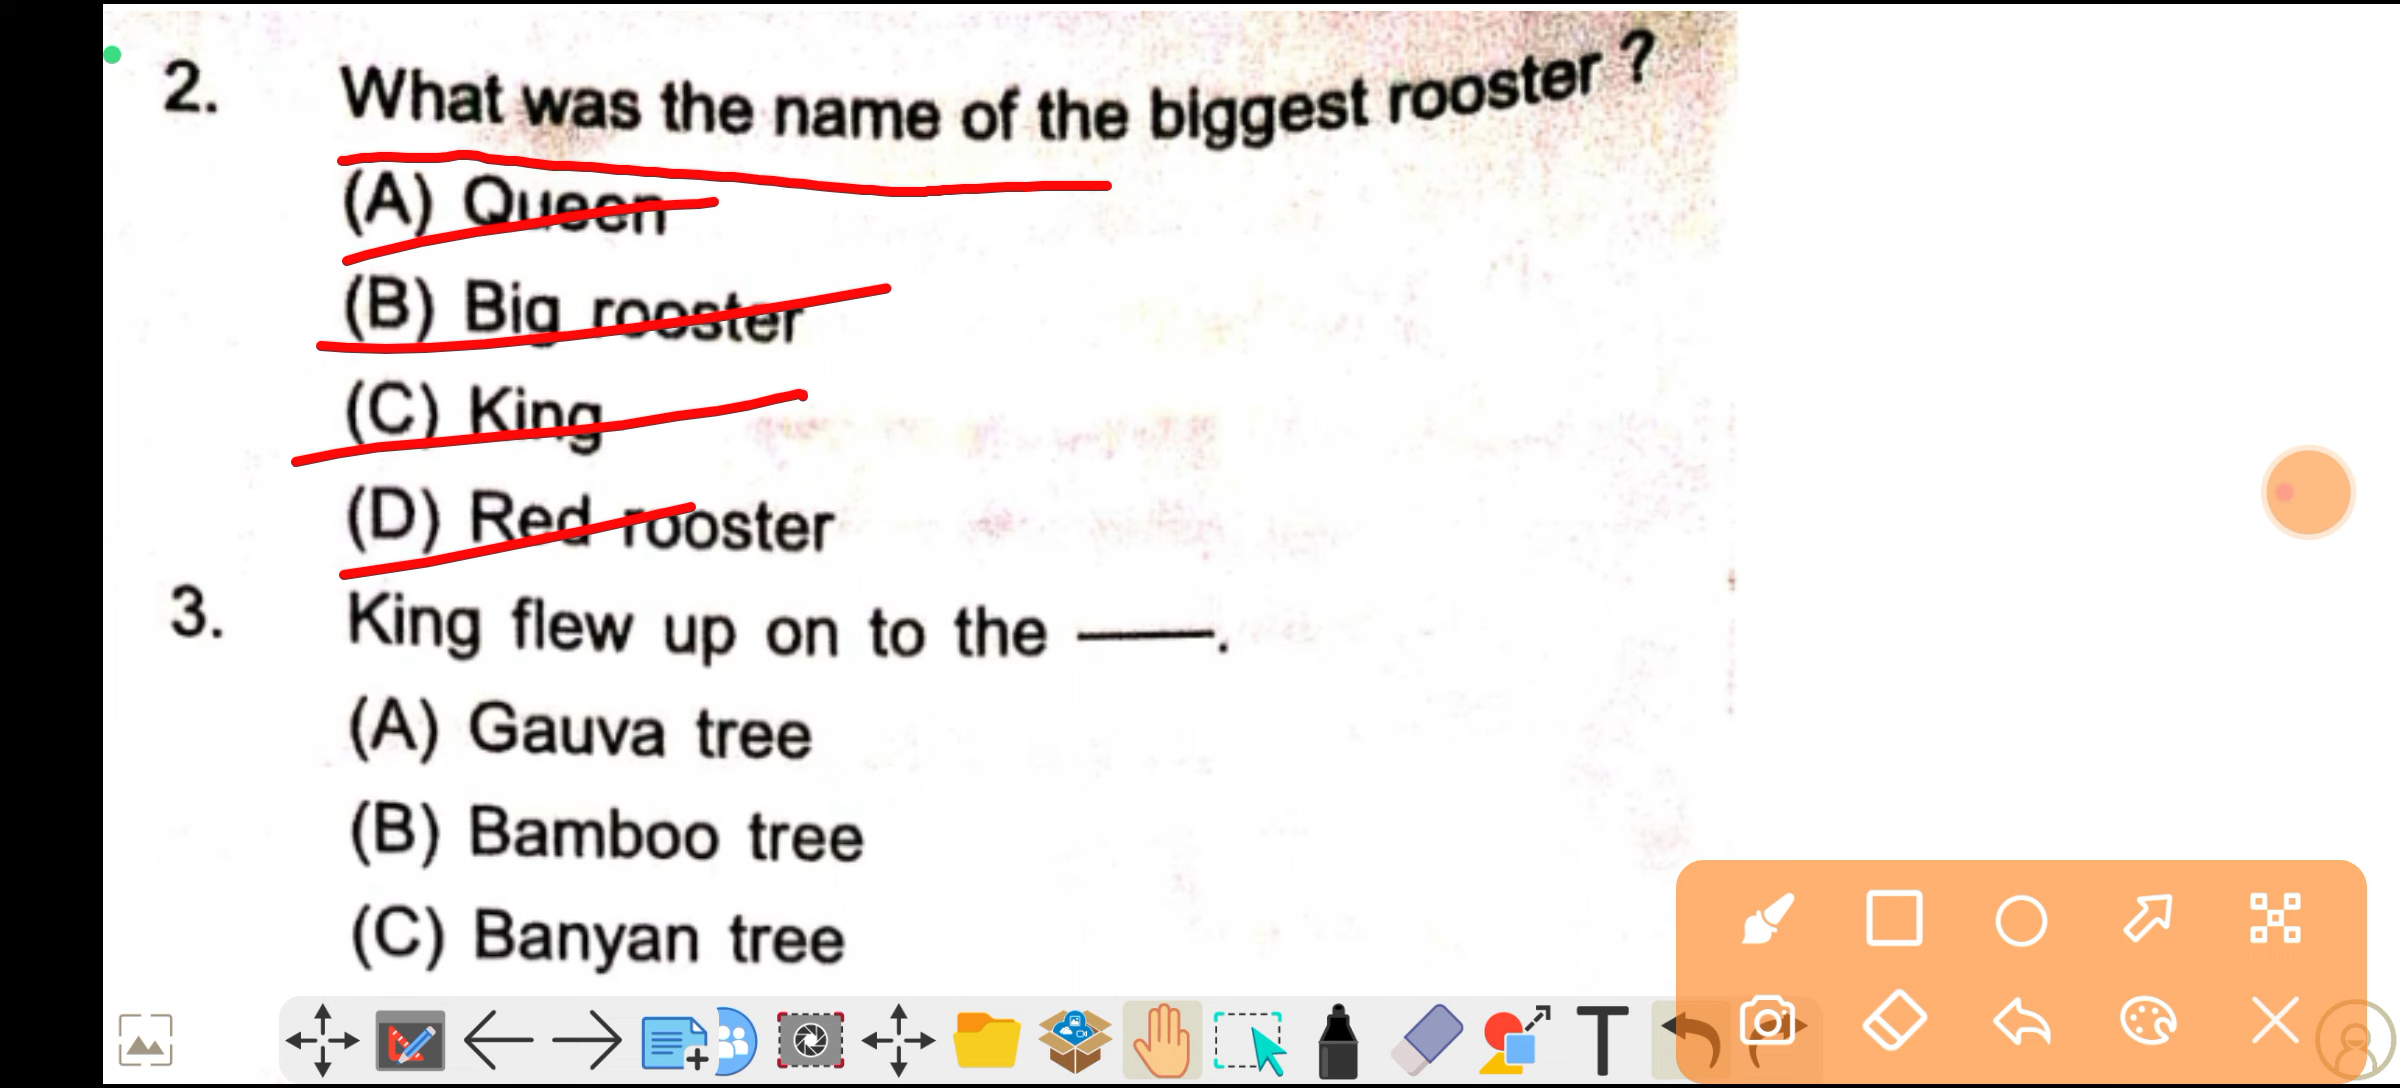 2. What was the name of the biggest rooster ?
(A) Queen
(B) Big rooster
(C) King
(D) Red rooster
3. King flew up on to the ——.
(A) Gauva tree
(B) Bamboo tree
(C) Banyan tree